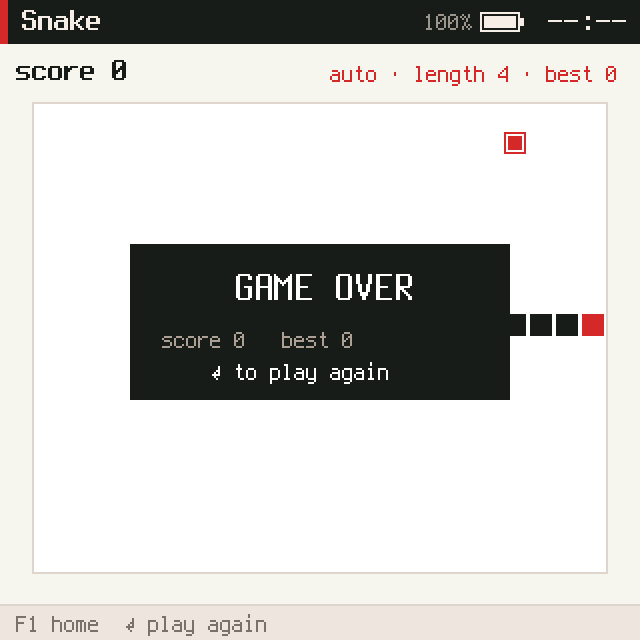 Snake 100% --:--
score 0 auto · length 4 · best 0
GAME OVER
score 0 best 0
↲ to play again
F1 home ↲ play again